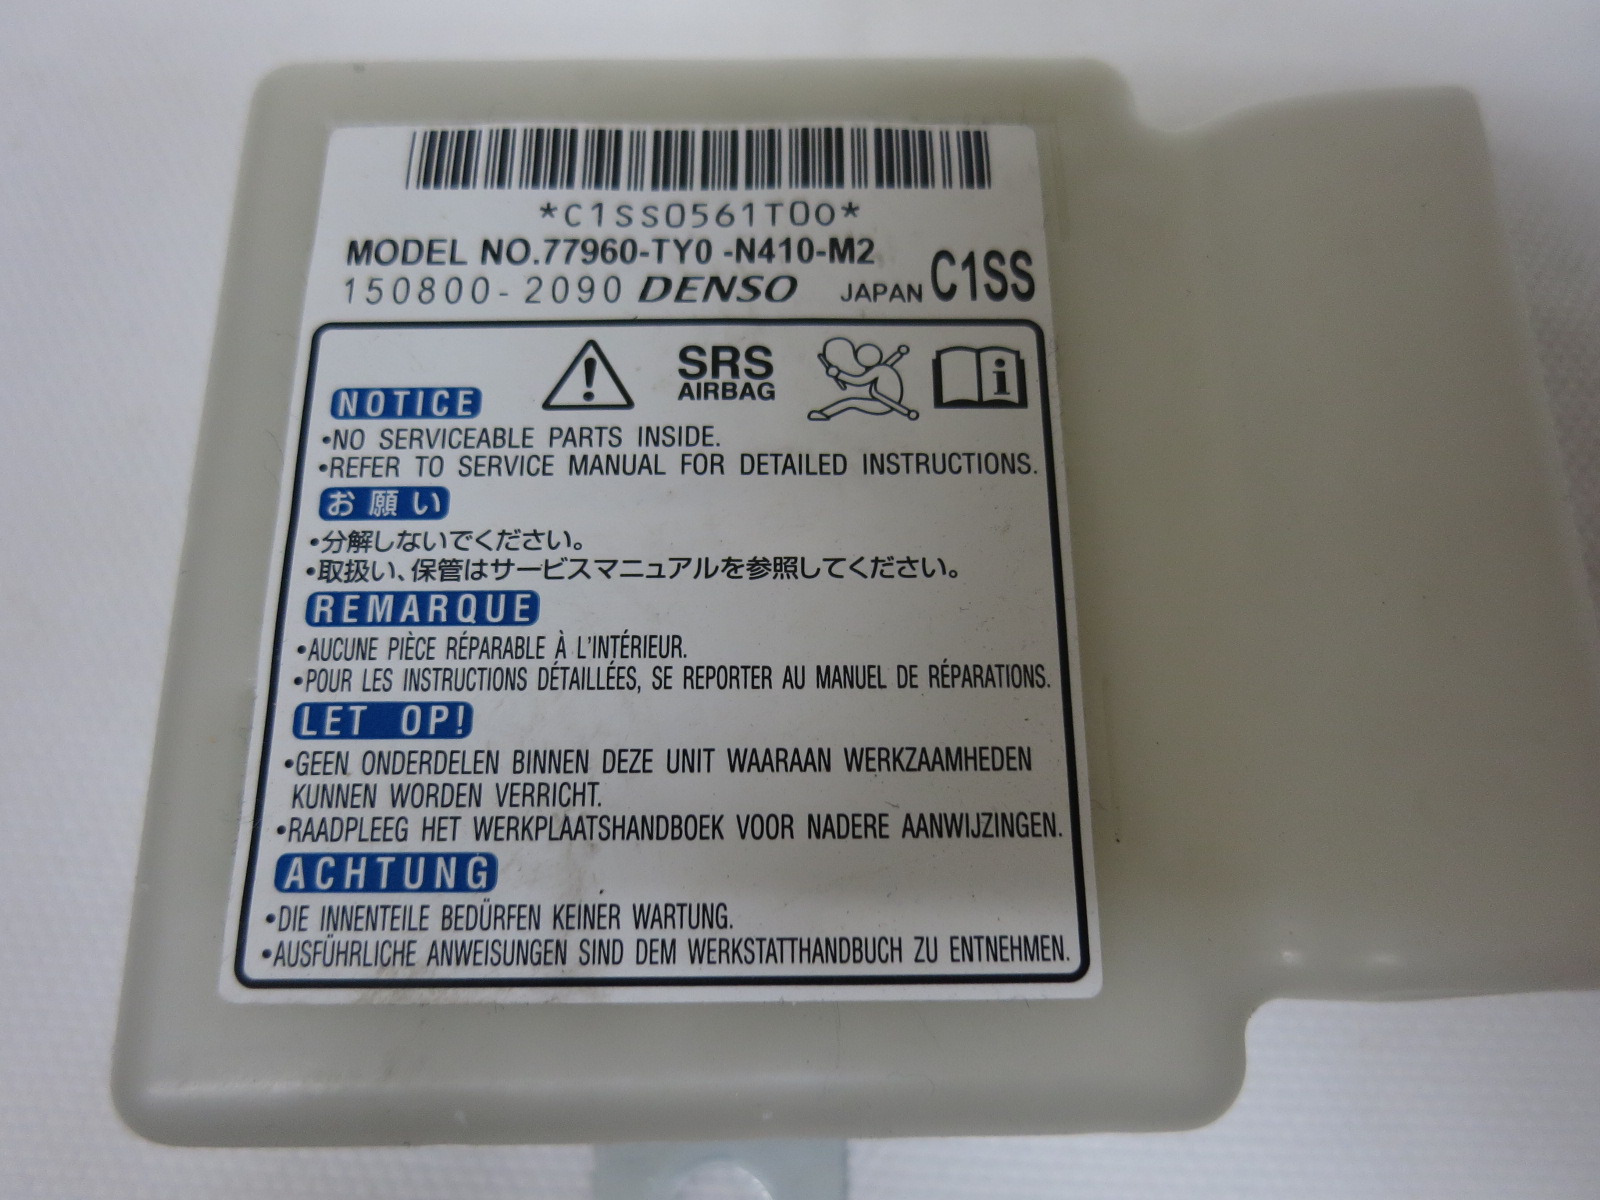 *C1SS0561T00*
MODEL NO.77960-TY0 -N410-M2
150800-2090 DENSO JAPAN C1SS
SRS
AIRBAG
NOTICE
•NO SERVICEABLE PARTS INSIDE.
•REFER TO SERVICE MANUAL FOR DETAILED INSTRUCTIONS.
お願い
•分解しないでください。
•取扱い、保管はサービスマニュアルを参照してください。
REMARQUE
•AUCUNE PIÈCE RÉPARABLE À L'INTÉRIEUR.
•POUR LES INSTRUCTIONS DÉTAILLÉES, SE REPORTER AU MANUEL DE RÉPARATIONS.
LET OP!
•GEEN ONDERDELEN BINNEN DEZE UNIT WAARAAN WERKZAAMHEDEN
KUNNEN WORDEN VERRICHT.
•RAADPLEEG HET WERKPLAATSHANDBOEK VOOR NADERE AANWIJZINGEN.
ACHTUNG
•DIE INNENTEILE BEDÜRFEN KEINER WARTUNG.
•AUSFÜHRLICHE ANWEISUNGEN SIND DEM WERKSTATTHANDBUCH ZU ENTNEHMEN.